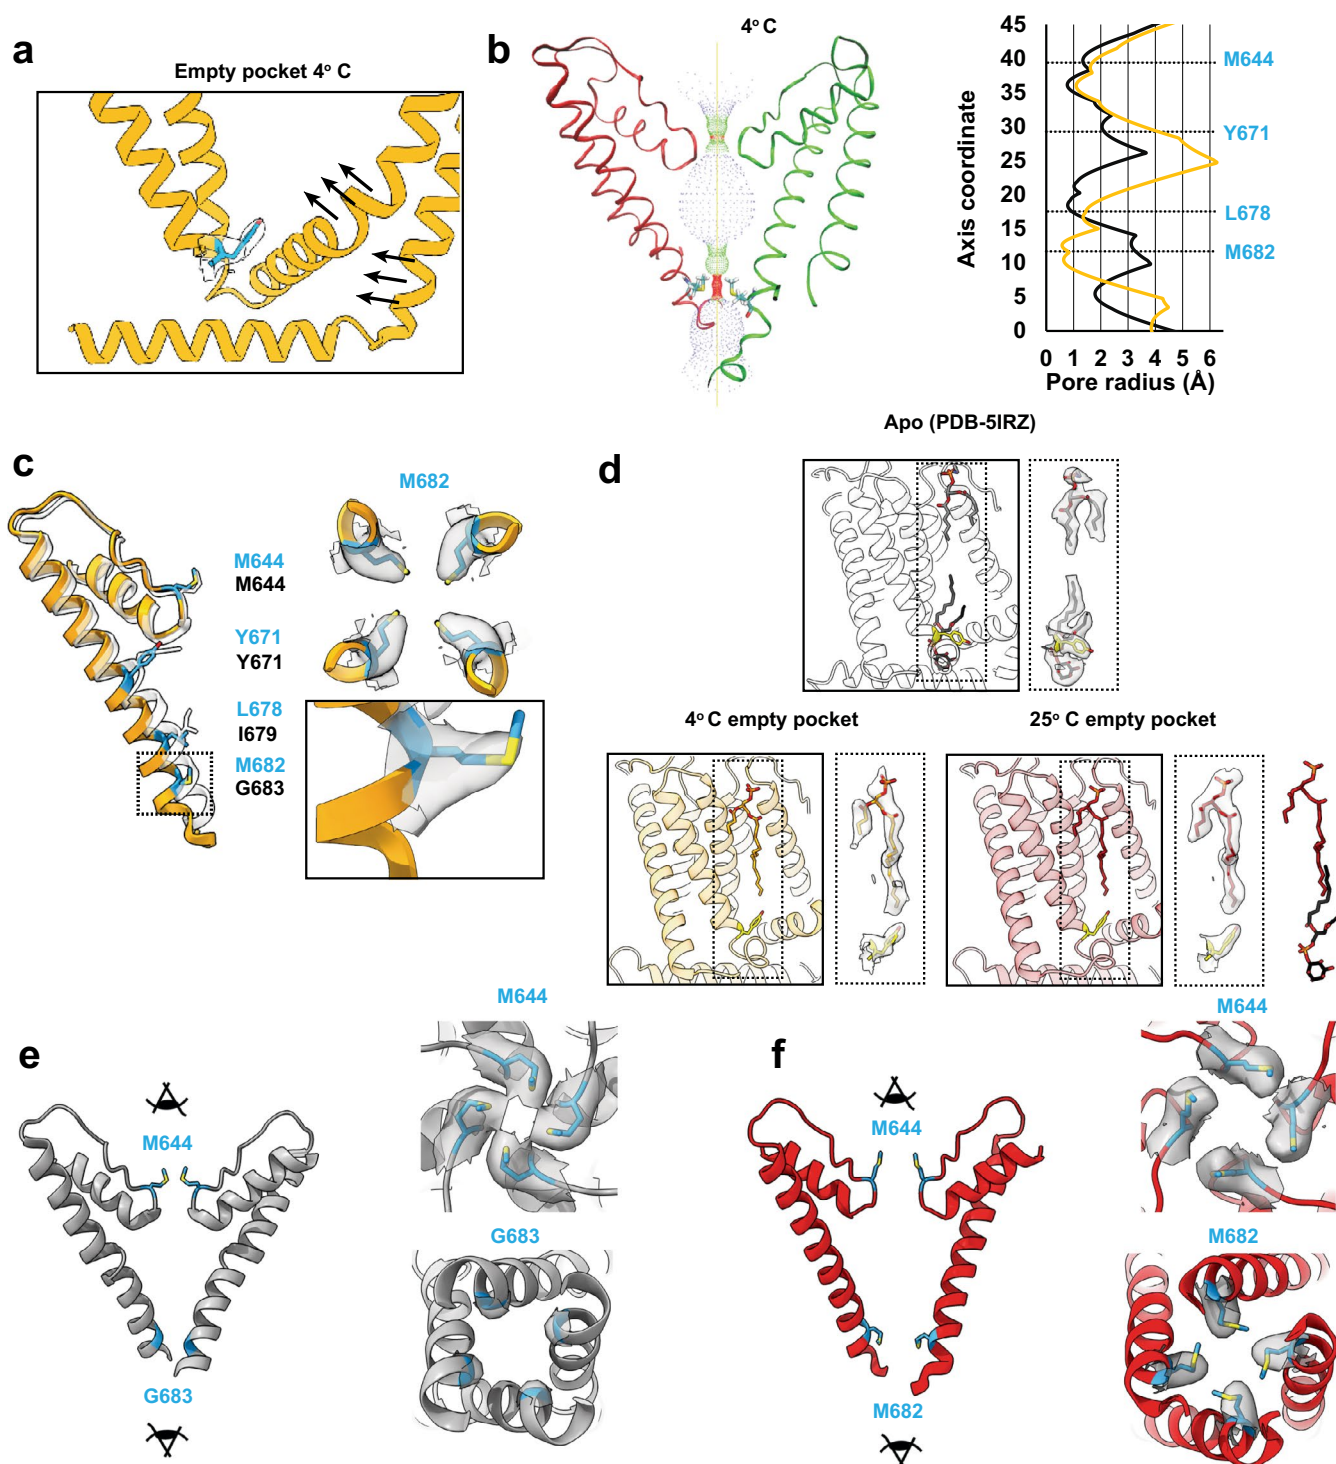 a
Empty pocket 4° C
b
4° C
45
40
35
30
25
20
15
10
5
0
Axis coordinate
M644
Y671
L678
M682
0 1 2 3 4 5 6
Pore radius (Å)
c
M644
M644
Y671
Y671
L678
I679
M682
G683
M682
d
Apo (PDB-5IRZ)
4° C empty pocket
25° C empty pocket
e
M644
G683
M644
G683
f
M644
M682
M644
M682